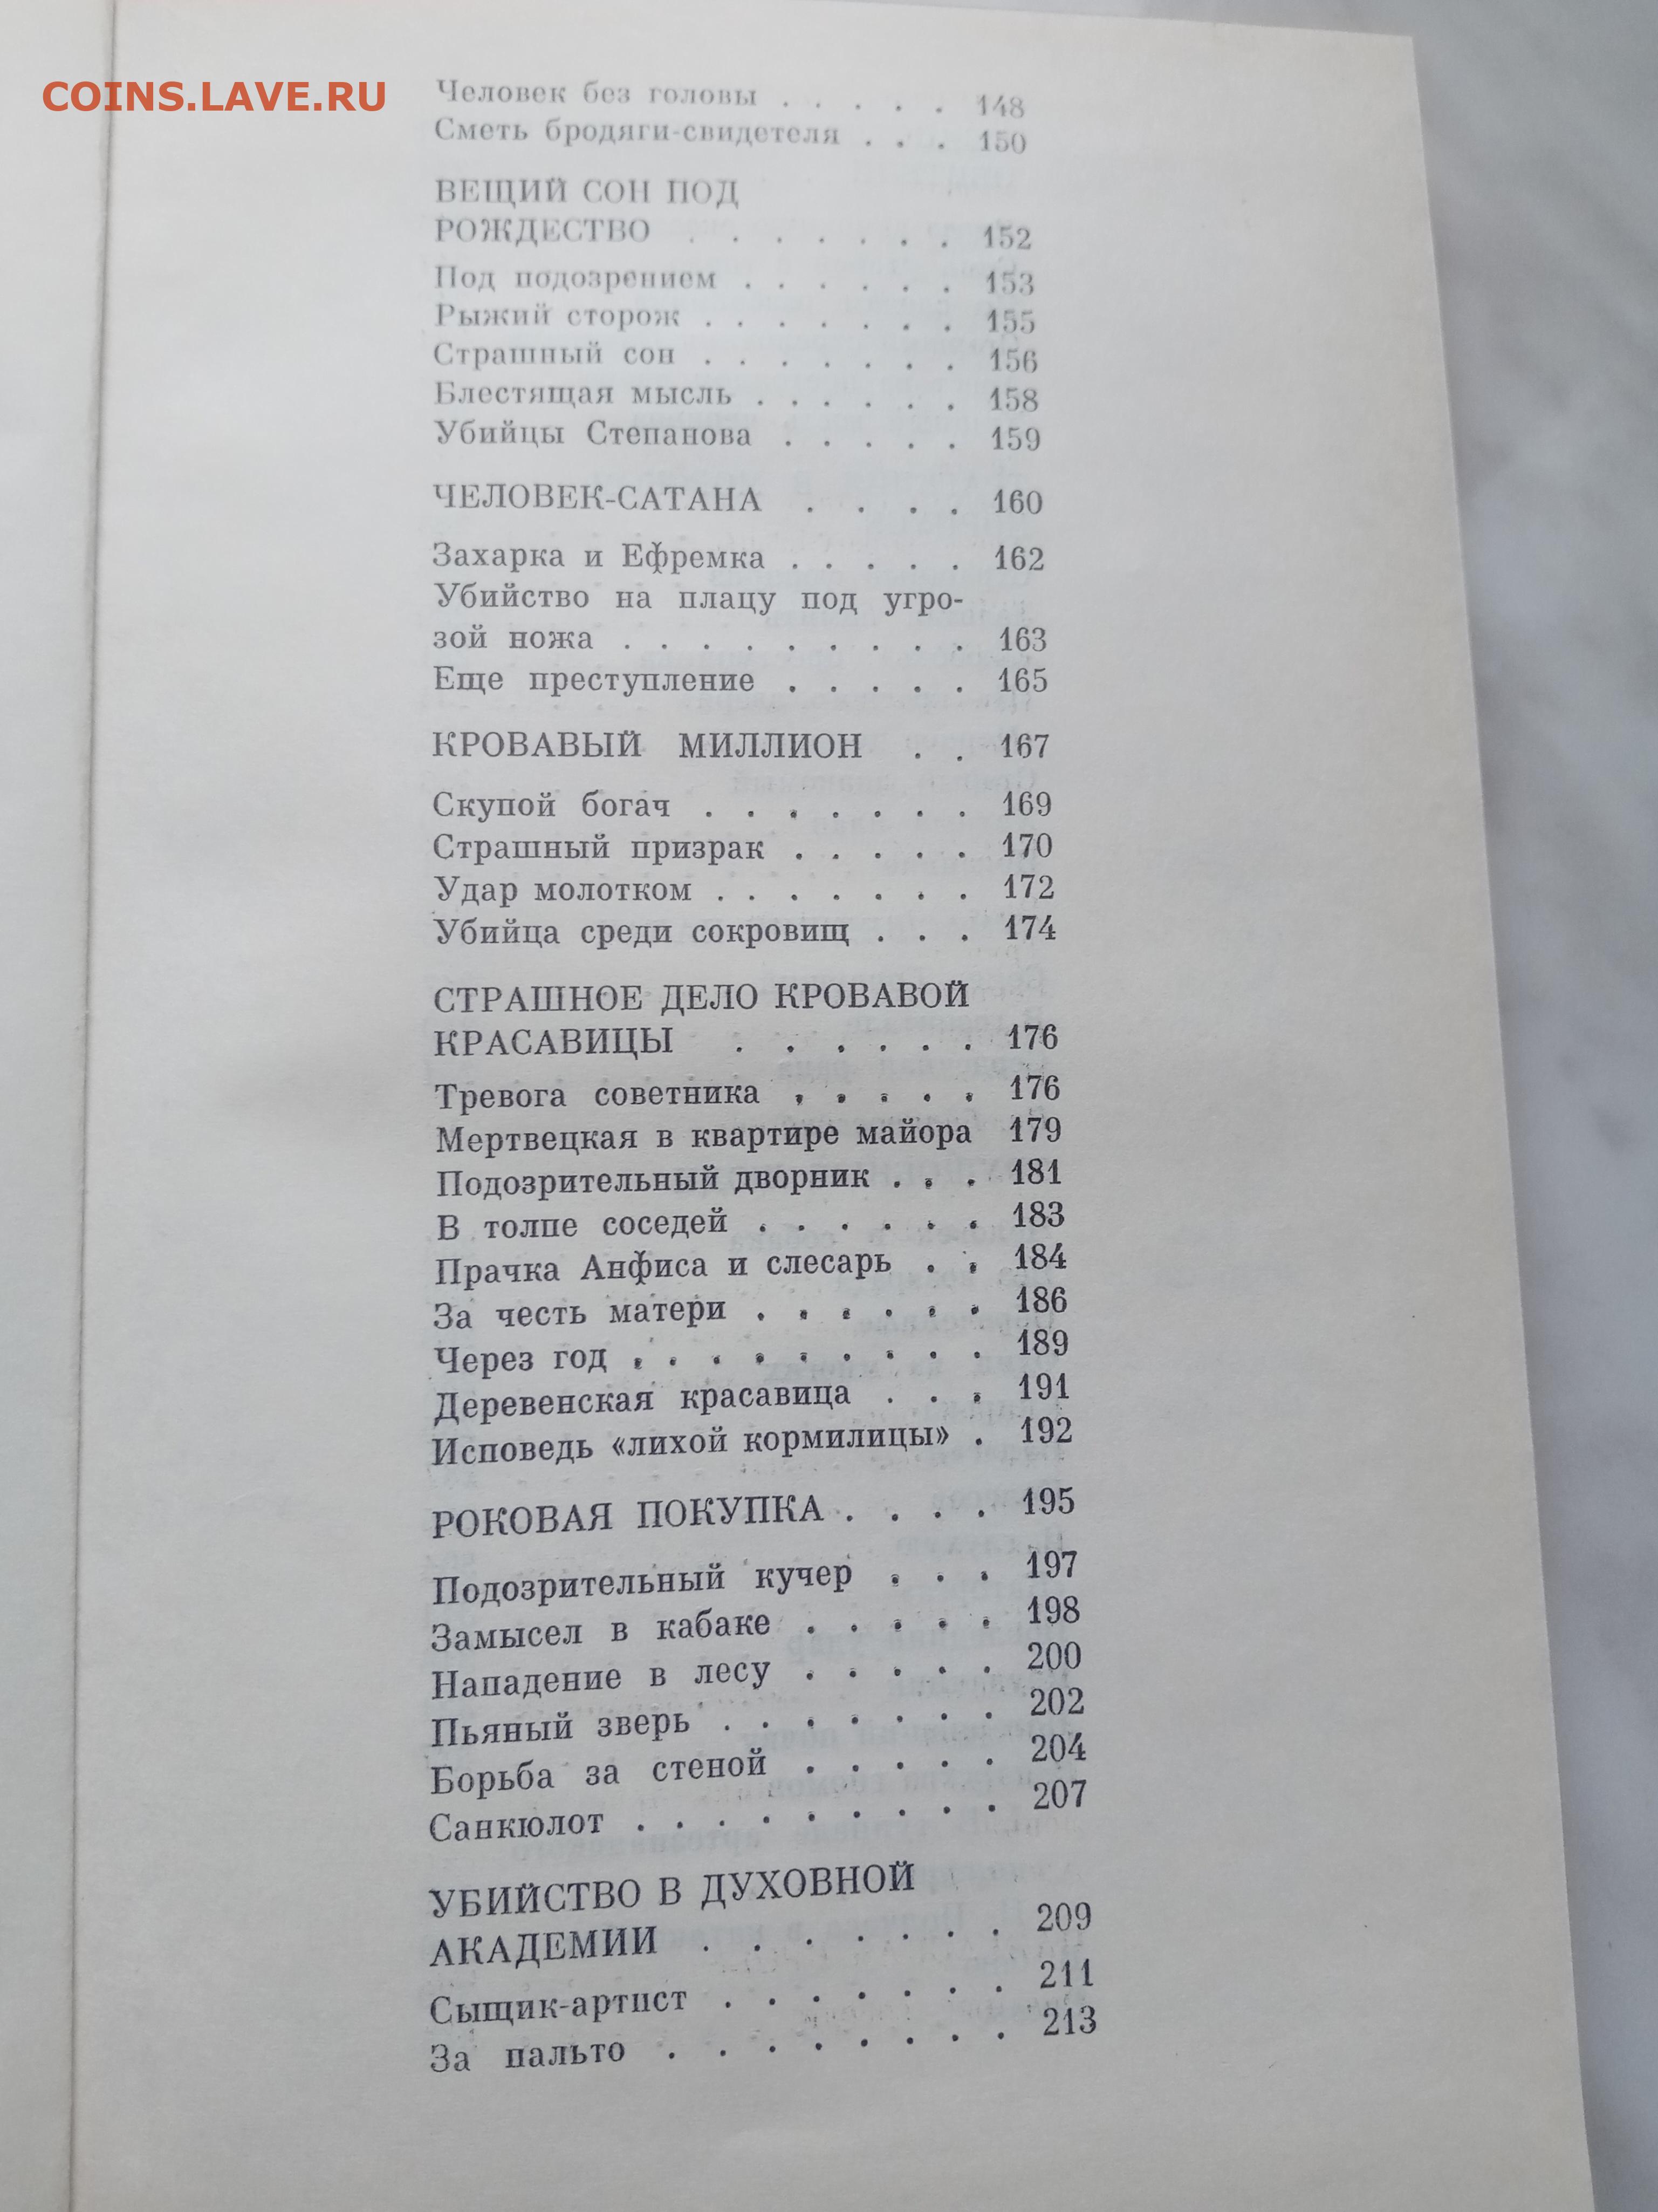 COINS.LAVE.RU
Человек без головы . . . . . 148
Сметь бродяги-свидетеля . . . 150
ВЕЩИЙ СОН ПОД
РОЖДЕСТВО . . . . . . . 152
Под подозрением . . . . . . 153
Рыжий сторож . . . . . . . 155
Страшный сон . . . . . . . 156
Блестящая мысль . . . . . . 158
Убийцы Степанова . . . . . 159
ЧЕЛОВЕК-САТАНА . . . . 160
Захарка и Ефремка . . . . . 162
Убийство на плацу под угро-
зой ножа . . . . . . . . . 163
Еще преступление . . . . . 165
КРОВАВЫЙ МИЛЛИОН . . 167
Скупой богач . . . . . . . 169
Страшный призрак . . . . . 170
Удар молотком . . . . . . . 172
Убийца среди сокровищ . . . 174
СТРАШНОЕ ДЕЛО КРОВАВОЙ
КРАСАВИЦЫ . . . . . . 176
Тревога советника . . . . . 176
Мертвецкая в квартире майора 179
Подозрительный дворник . . . 181
В толпе соседей . . . . . . 183
Прачка Анфиса и слесарь . . 184
За честь матери . . . . . . 186
Через год . . . . . . . . . 189
Деревенская красавица . . . 191
Исповедь «лихой кормилицы» . 192
РОКОВАЯ ПОКУПКА . . . . 195
Подозрительный кучер . . . 197
Замысел в кабаке . . . . . 198
Нападение в лесу . . . . . 200
Пьяный зверь . . . . . . . 202
Борьба за стеной . . . . . 204
Санкюлот . . . . . . . . . 207
УБИЙСТВО В ДУХОВНОЙ
АКАДЕМИИ . . . . . . . 209
Сыщик-артист . . . . . . . 211
За пальто . . . . . . . . 213